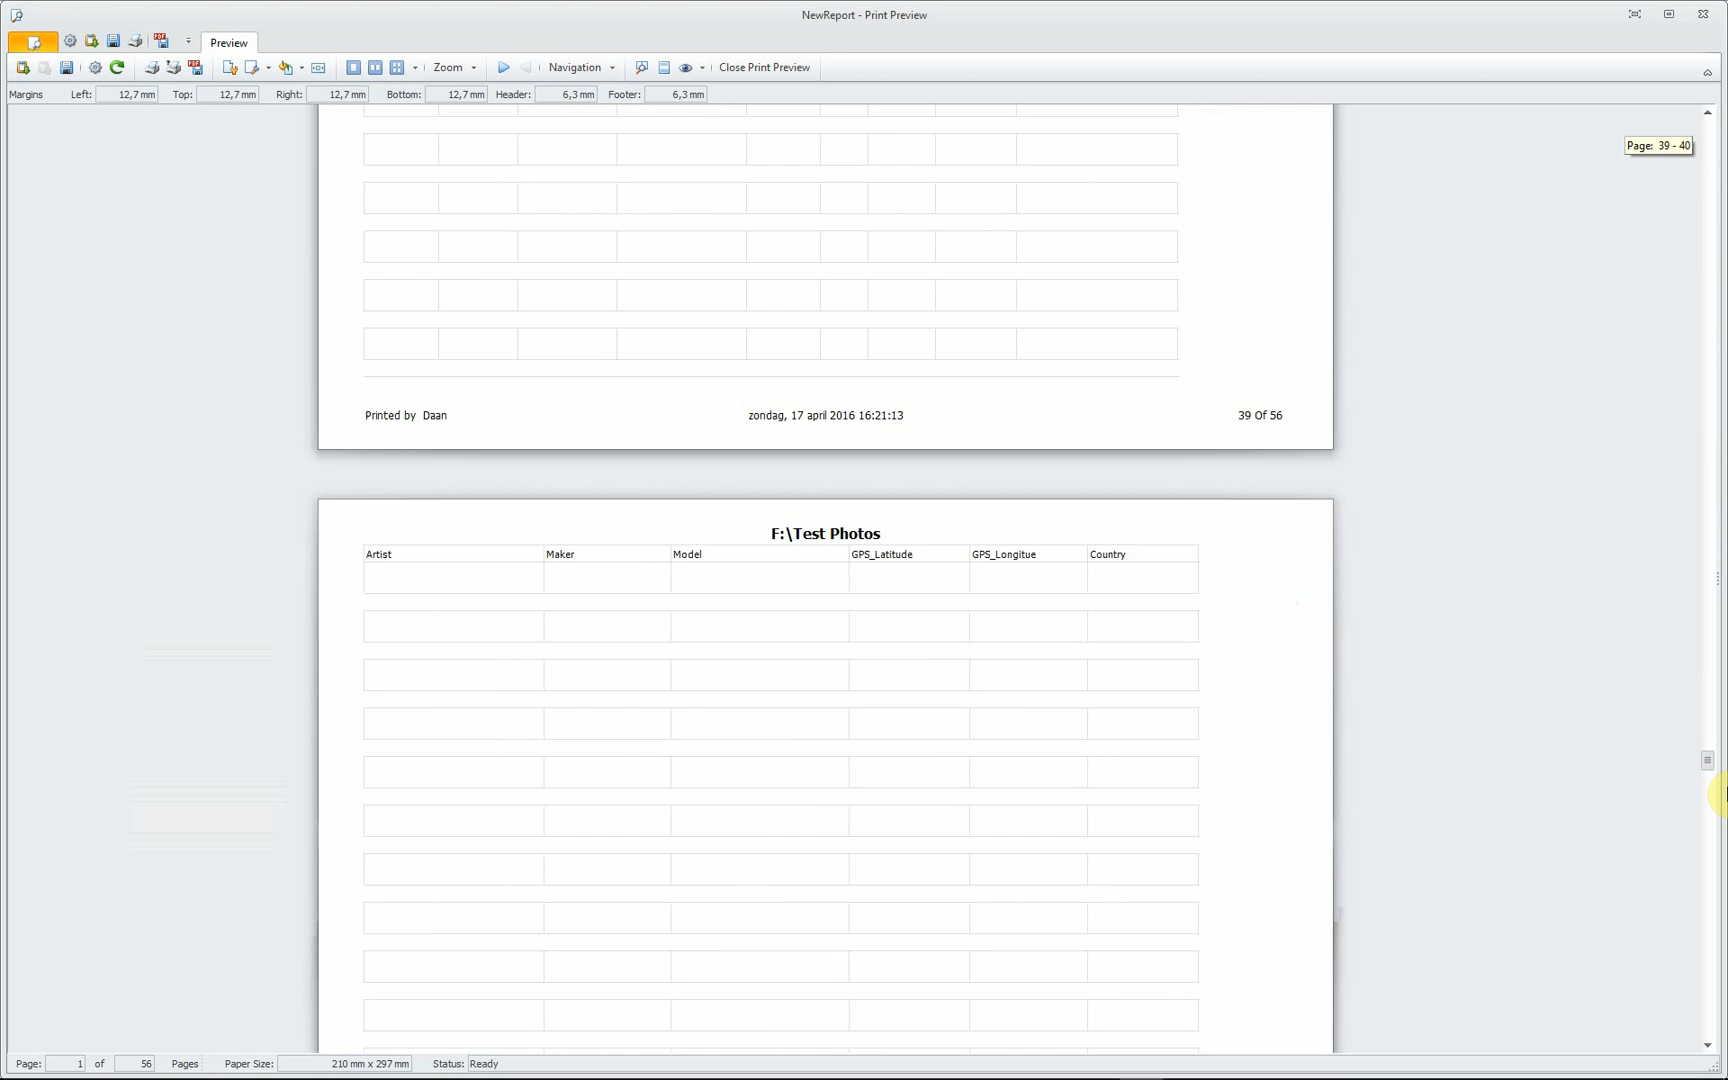 NewReport - Print Preview
PDF Preview
PDF Zoom Navigation Close Print Preview
Margins Left: 12,7 mm Top: 12,7 mm Right: 12,7 mm Bottom: 12,7 mm Header: 6,3 mm Footer: 6,3 mm
Page: 39 - 40
Printed by Daan zondag, 17 april 2016 16:21:13 39 Of 56
F:\Test Photos
Artist Maker Model GPS_Latitude GPS_Longitue Country
Page: 1 of 56 Pages Paper Size: 210 mm x 297 mm Status: Ready